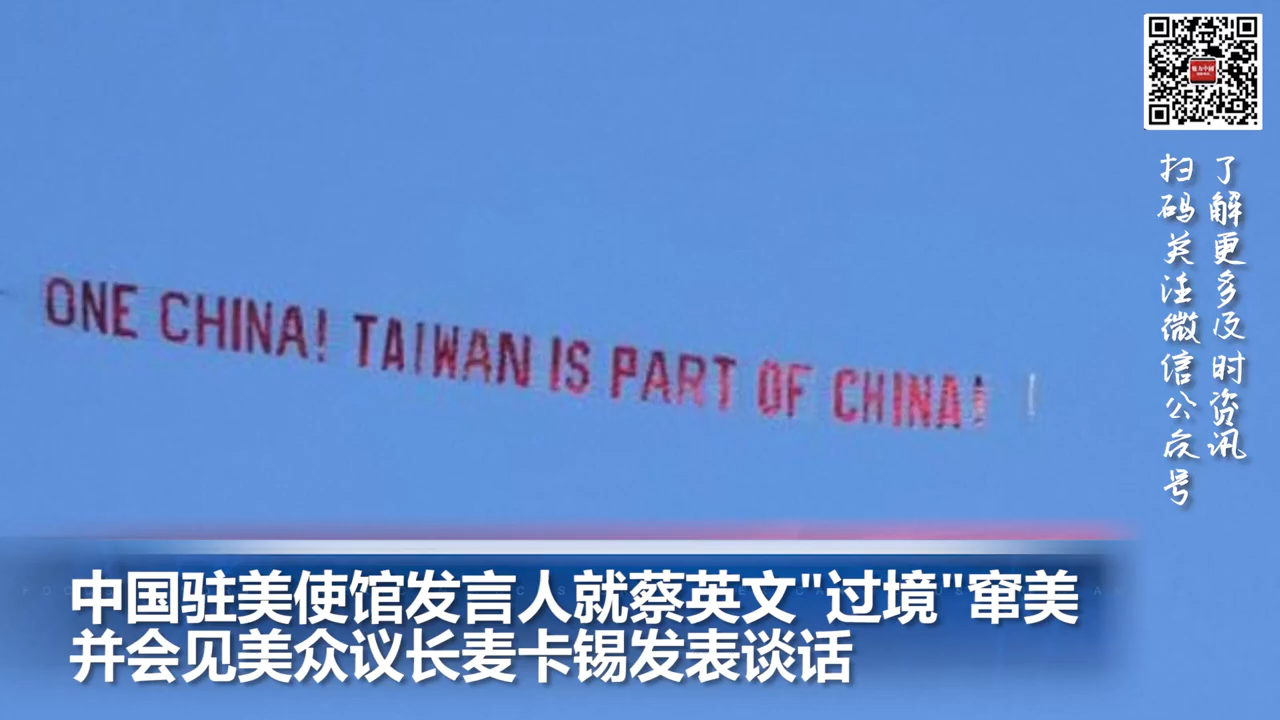 ONE CHINA! TAIWAN IS PART OF CHINA!
了解更多及时资讯
扫码关注微信公众号
中国驻美使馆发言人就蔡英文"过境"窜美
并会见美众议长麦卡锡发表谈话